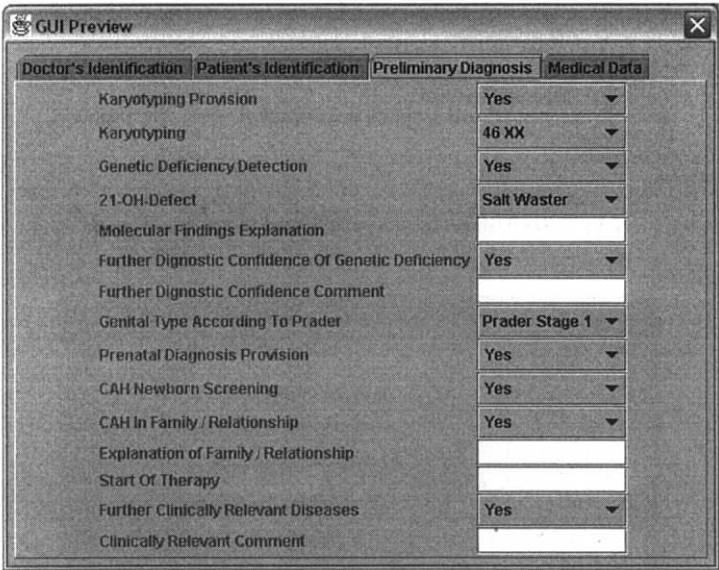 GUI Preview
Doctor's Identification Patient's Identification Preliminary Diagnosis Medical Data
Karyotyping Provision Yes
Karyotyping 46 XX
Genetic Deficiency Detection Yes
21-OH-Defect Salt Waster
Molecular Findings Explanation
Further Dignostic Confidence Of Genetic Deficiency Yes
Further Dignostic Confidence Comment
Genital Type According To Prader Prader Stage 1
Prenatal Diagnosis Provision Yes
CAH Newborn Screening Yes
CAH In Family / Relationship Yes
Explanation of Family / Relationship
Start Of Therapy
Further Clinically Relevant Diseases Yes
Clinically Relevant Comment